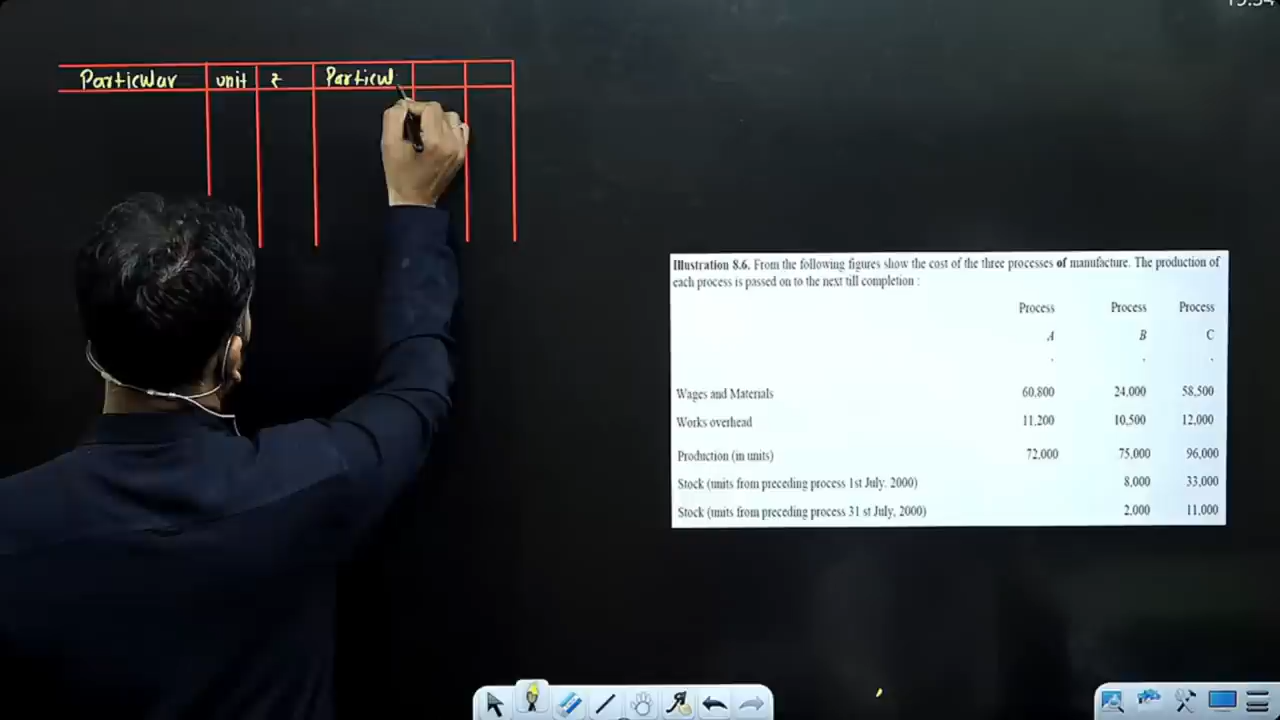 Particular unit ₹ Particul
Illustration 8.6. From the following figures show the cost of the three processes of manufacture. The production of
each process is passed on to the next till completion :
Process Process Process
A B C
Wages and Materials 60,800 24,000 58,500
Works overhead 11,200 10,500 12,000
Production (in units) 72,000 75,000 96,000
Stock (units from preceding process 1st July. 2000) 8,000 33,000
Stock (units from preceding process 31 st July, 2000) 2,000 11,000